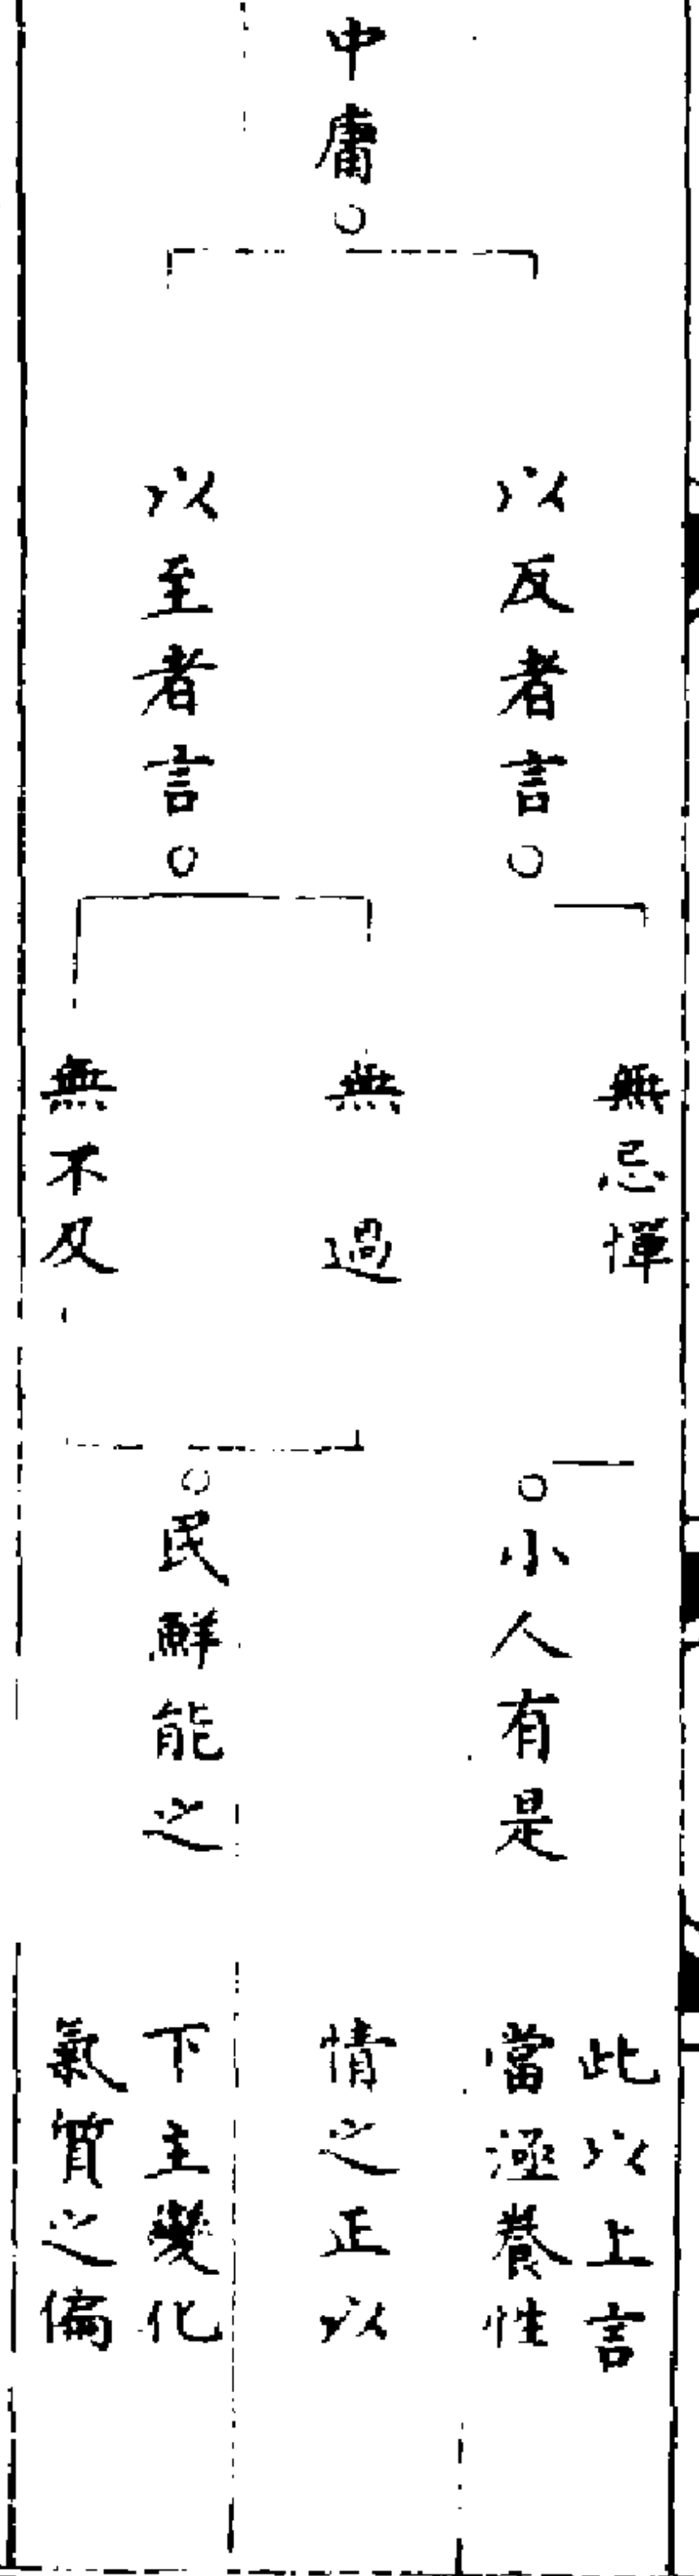 中庸
以反者言
以至者言
無忌憚
無過
無不及
小人有是
民鮮能之
此以上言
當涵養性
情之正以
下主變化
氣質之偏